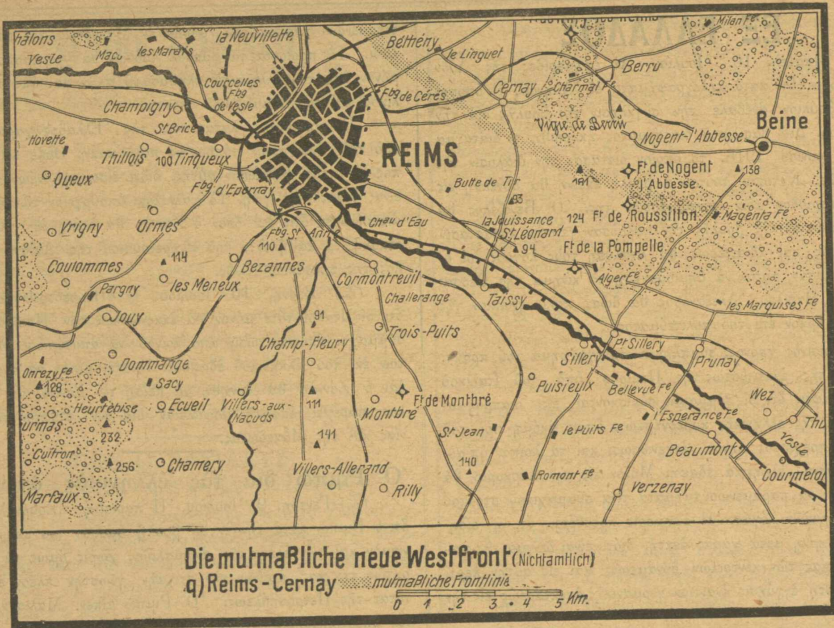 la Neuvillette
Vesle
Maco
les Marais
Bétheny
le Linguet
Milan Fe
Berru
Courcelles
Fbg
de Vesle
Fbg
de Cérès
Cernay
Champigny
St Brice
Vigne de Berru
Nogent-l'Abbesse
Beine
Thillois
100
Tinqueux
REIMS
Ft de Nogent
l'Abbesse
138
Queux
Fbg d'Epernay
Butte de Tir
83
191
Magenta Fe
124
Ft de Roussillon
Vrigny
Ormes
Chau d'Eau
la Jouissance
St Léonard
94
Ft de la Pompelle
Fbg St Anne
110
114
Coulommes
les Meneux
Bezannes
Cormontreuil
Alger Fe
Pargny
Challerange
Taissy
les Marquises Fe
Jouy
91
Champ-Fleury
Trois-Puits
Pt Sillery
Sillery
Prunay
Dommange
Onrezy Fe
128
Sacy
Puisieulx
Bellevue Fe
Wez
Heurtebise
Ecueil
Villers-aux-
Nœuds
111
Montbré
Ft de Montbré
l'Esperance Fe
Thu
232
141
St Jean
le Puits Fe
Beaumont
Vesle
Cuitron
256
Chamery
140
Romont Fe
Courmelo
Marfaux
Villers-Allerand
Rilly
Verzenay
Die mutmaßliche neue Westfront (Nichtamtlich)
q) Reims-Cernay mutmaßliche Frontlinie
0 1 2 3 4 5 Km.